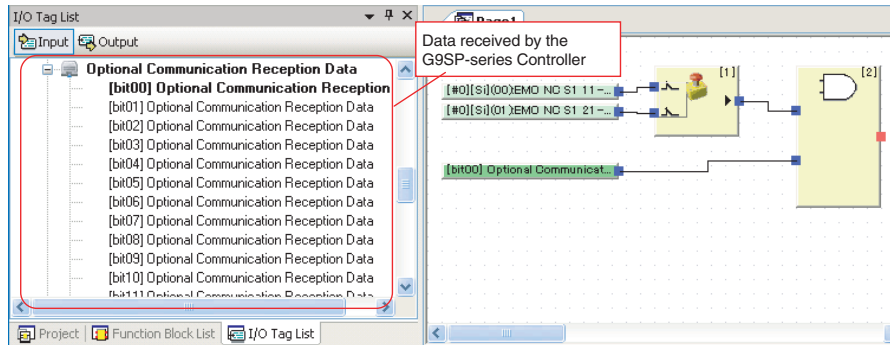 I/O Tag List
Input Output
Optional Communication Reception Data
[bit00] Optional Communication Reception
[bit01] Optional Communication Reception Data
[bit02] Optional Communication Reception Data
[bit03] Optional Communication Reception Data
[bit04] Optional Communication Reception Data
[bit05] Optional Communication Reception Data
[bit06] Optional Communication Reception Data
[bit07] Optional Communication Reception Data
[bit08] Optional Communication Reception Data
[bit09] Optional Communication Reception Data
[bit10] Optional Communication Reception Data
[bit11] Optional Communication Reception Data
Project Function Block List I/O Tag List
Data received by the
G9SP-series Controller
Page1
[#0][Si](00):EMO NC S1 11-...
[#0][Si](01):EMO NC S1 21-...
[bit00] Optional Communicat...
[1]
[2]